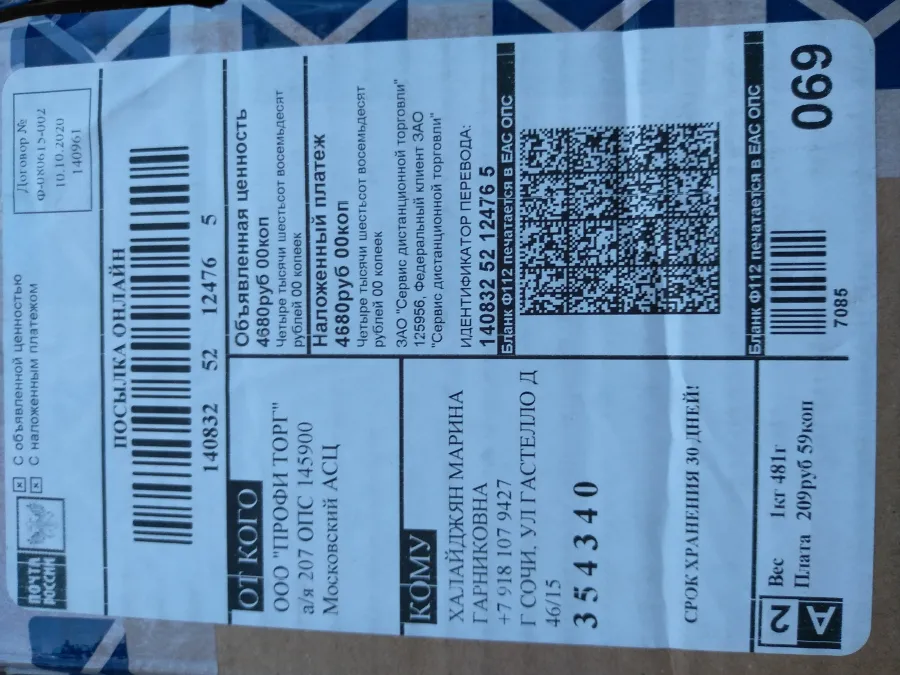 ПОЧТА РОССИИ
☒ С объявленной ценностью
☒ С наложенным платежом
Договор №
Ф-080615-002
10.10.2020
140961
ПОСЫЛКА ОНЛАЙН
140832 52 12476 5
ОТ КОГО
ООО "ПРОФИ ТОРГ"
а/я 207 ОПС 145900
Московский АСЦ
Объявленная ценность
4680руб 00коп
Четыре тысячи шестьсот восемьдесят
рублей 00 копеек
Наложенный платеж
4680руб 00коп
Четыре тысячи шестьсот восемьдесят
рублей 00 копеек
ЗАО "Сервис дистанционной торговли"
125956, Федеральный клиент ЗАО
"Сервис дистанционной торговли"
ИДЕНТИФИКАТОР ПЕРЕВОДА:
140832 52 12476 5
Бланк Ф112 печатается в ЕАС ОПС
КОМУ
ХАЛАЙДЖЯН МАРИНА
ГАРНИКОВНА
+7 918 107 9427
Г СОЧИ, УЛ ГАСТЕЛЛО Д
46/15
354340
СРОК ХРАНЕНИЯ 30 ДНЕЙ!
Бланк Ф112 печатается в ЕАС ОПС
7085
069
2
А
Вес 1кг 481г
Плата 209руб 59коп